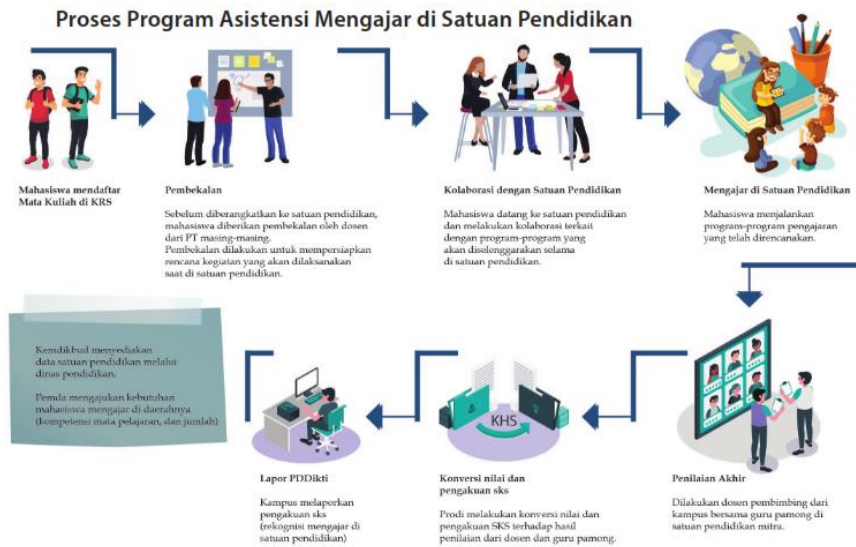 Proses Program Asistensi Mengajar di Satuan Pendidikan
Mahasiswa mendaftar
Mata Kuliah di KRS
Pembekalan
Sebelum diberangkatkan ke satuan pendidikan,
mahasiswa diberikan pembekalan oleh dosen
dari PT masing-masing.
Pembekalan dilakukan untuk mempersiapkan
rencana kegiatan yang akan dilaksanakan
saat di satuan pendidikan.
Kolaborasi dengan Satuan Pendidikan
Mahasiswa datang ke satuan pendidikan
dan melakukan kolaborasi terkait
dengan program-program yang
akan diselenggarakan selama
di satuan pendidikan.
Mengajar di Satuan Pendidikan
Mahasiswa menjalankan
program-program pengajaran
yang telah direncanakan.
Penilaian Akhir
Dilakukan dosen pembimbing dari
kampus bersama guru pamong di
satuan pendidikan mitra.
KHS
Konversi nilai dan
pengakuan sks
Prodi melakukan konversi nilai dan
pengakuan SKS terhadap hasil
penilaian dari dosen dan guru pamong.
Lapor PDDikti
Kampus melaporkan
pengakuan sks
(rekognisi mengajar di
satuan pendidikan)
Kemdikbud menyediakan
data satuan pendidikan melalui
dinas pendidikan.
Pemda mengajukan kebutuhan
mahasiswa mengajar di daerahnya
(kompetensi mata pelajaran, dan jumlah)